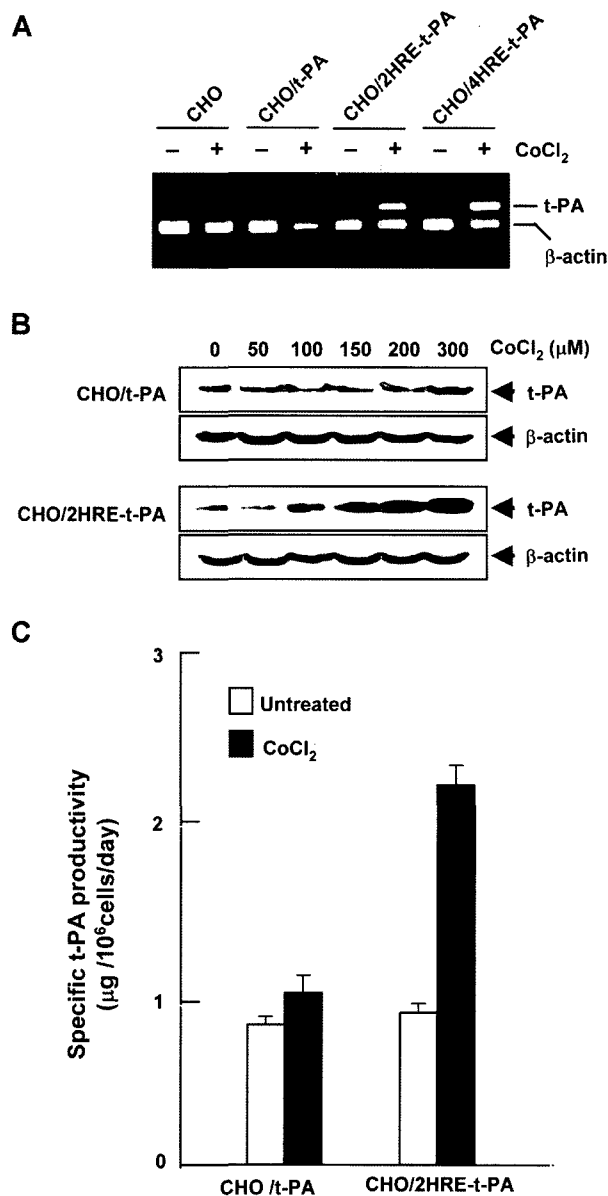 A
CHO CHO/t-PA CHO/2HRE-t-PA CHO/4HRE-t-PA
− + − + − + − + CoCl₂
t-PA
β-actin
B
0 50 100 150 200 300 CoCl₂ (μM)
CHO/t-PA t-PA
β-actin
CHO/2HRE-t-PA t-PA
β-actin
C
3
Untreated
CoCl₂
2
Specific t-PA productivity
(μg /10⁶cells/day)
1
0
CHO /t-PA CHO/2HRE-t-PA